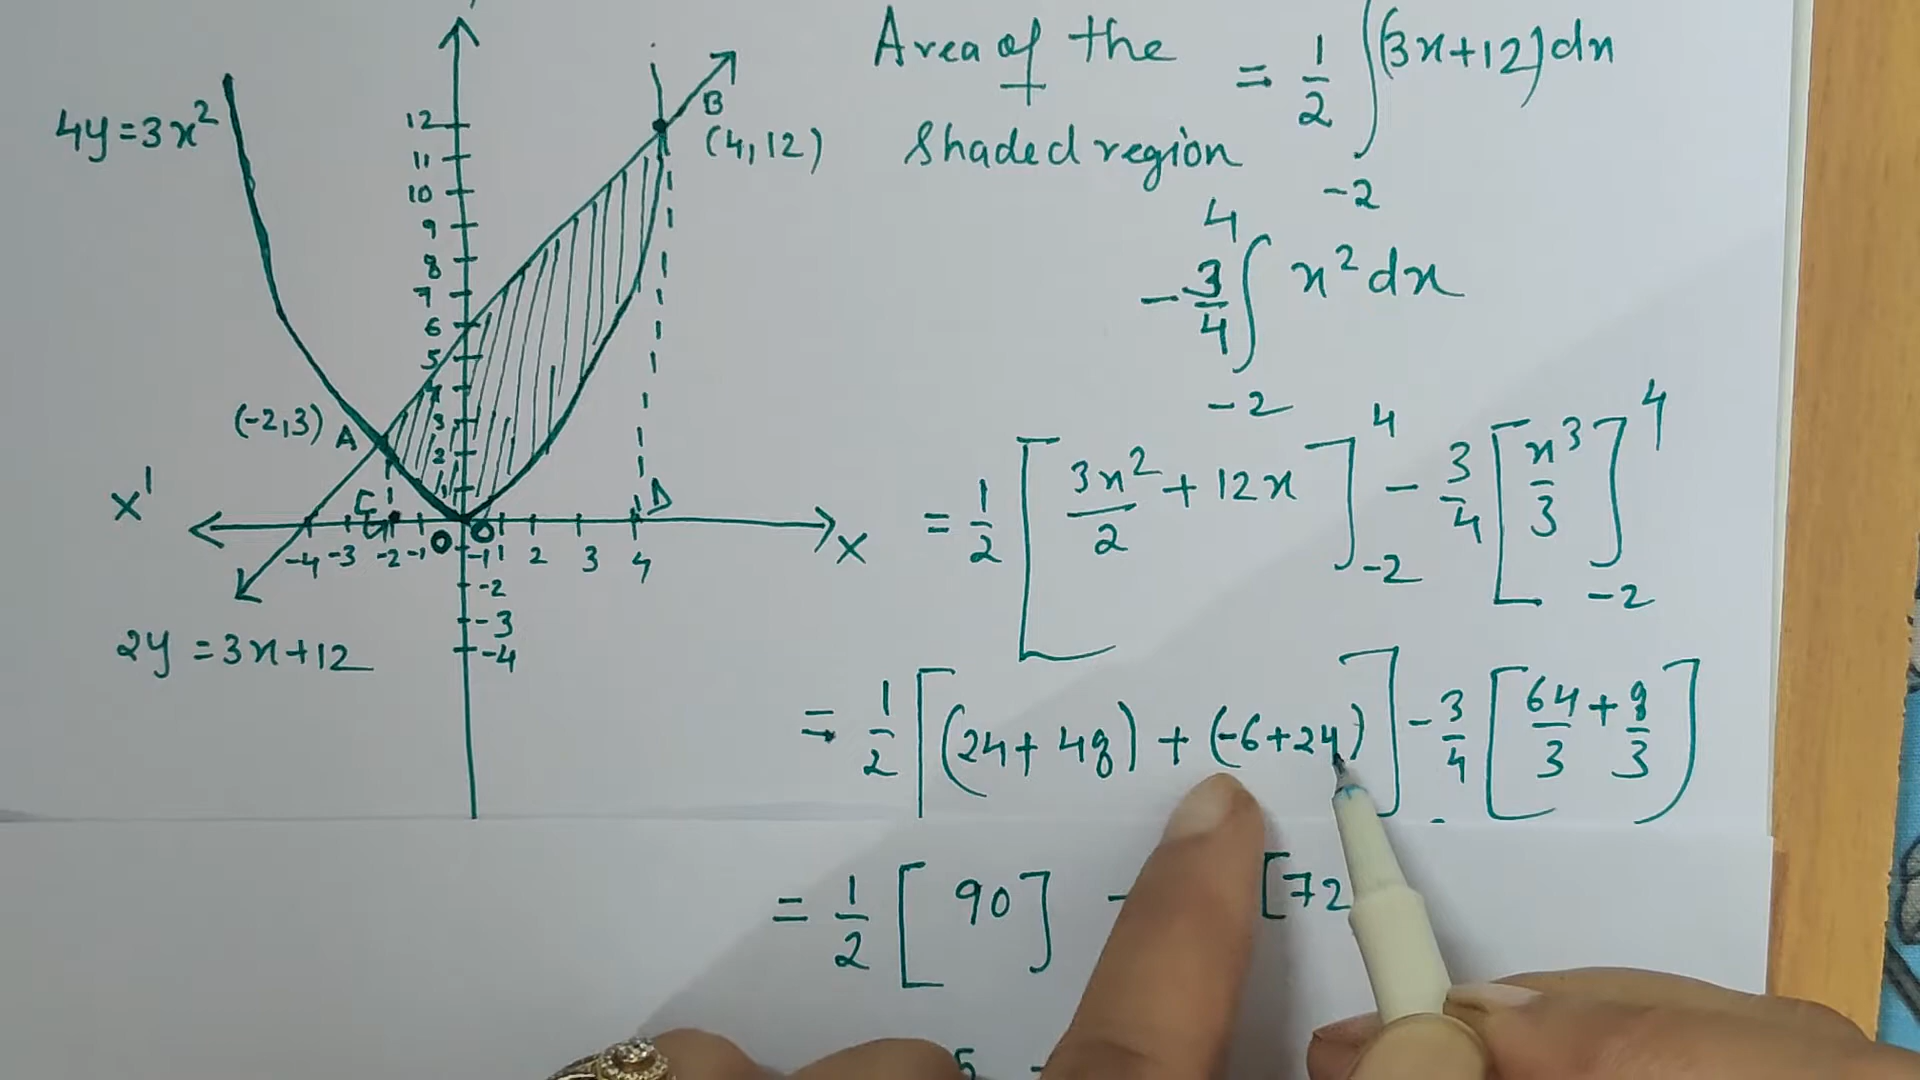 4y = 3x²
12
11
10
9
8
7
6
5
4
3
2
1
B
(4,12)
(-2,3) A
X'
C
D
X
O
-4 -3 -2 -1 1 2 3 4
-1
-2
-3
-4
2y = 3x+12
Area of the shaded region = 1/2 ∫_{-2} (3x+12) dx
- 3/4 ∫_{-2}^{4} x² dx
= 1/2 [3x²/2 + 12x]_{-2}^{4} - 3/4 [x³/3]_{-2}^{4}
= 1/2 [(24+48) + (-6+24)] - 3/4 [64/3 + 8/3]
= 1/2 [90] - [72
5 -